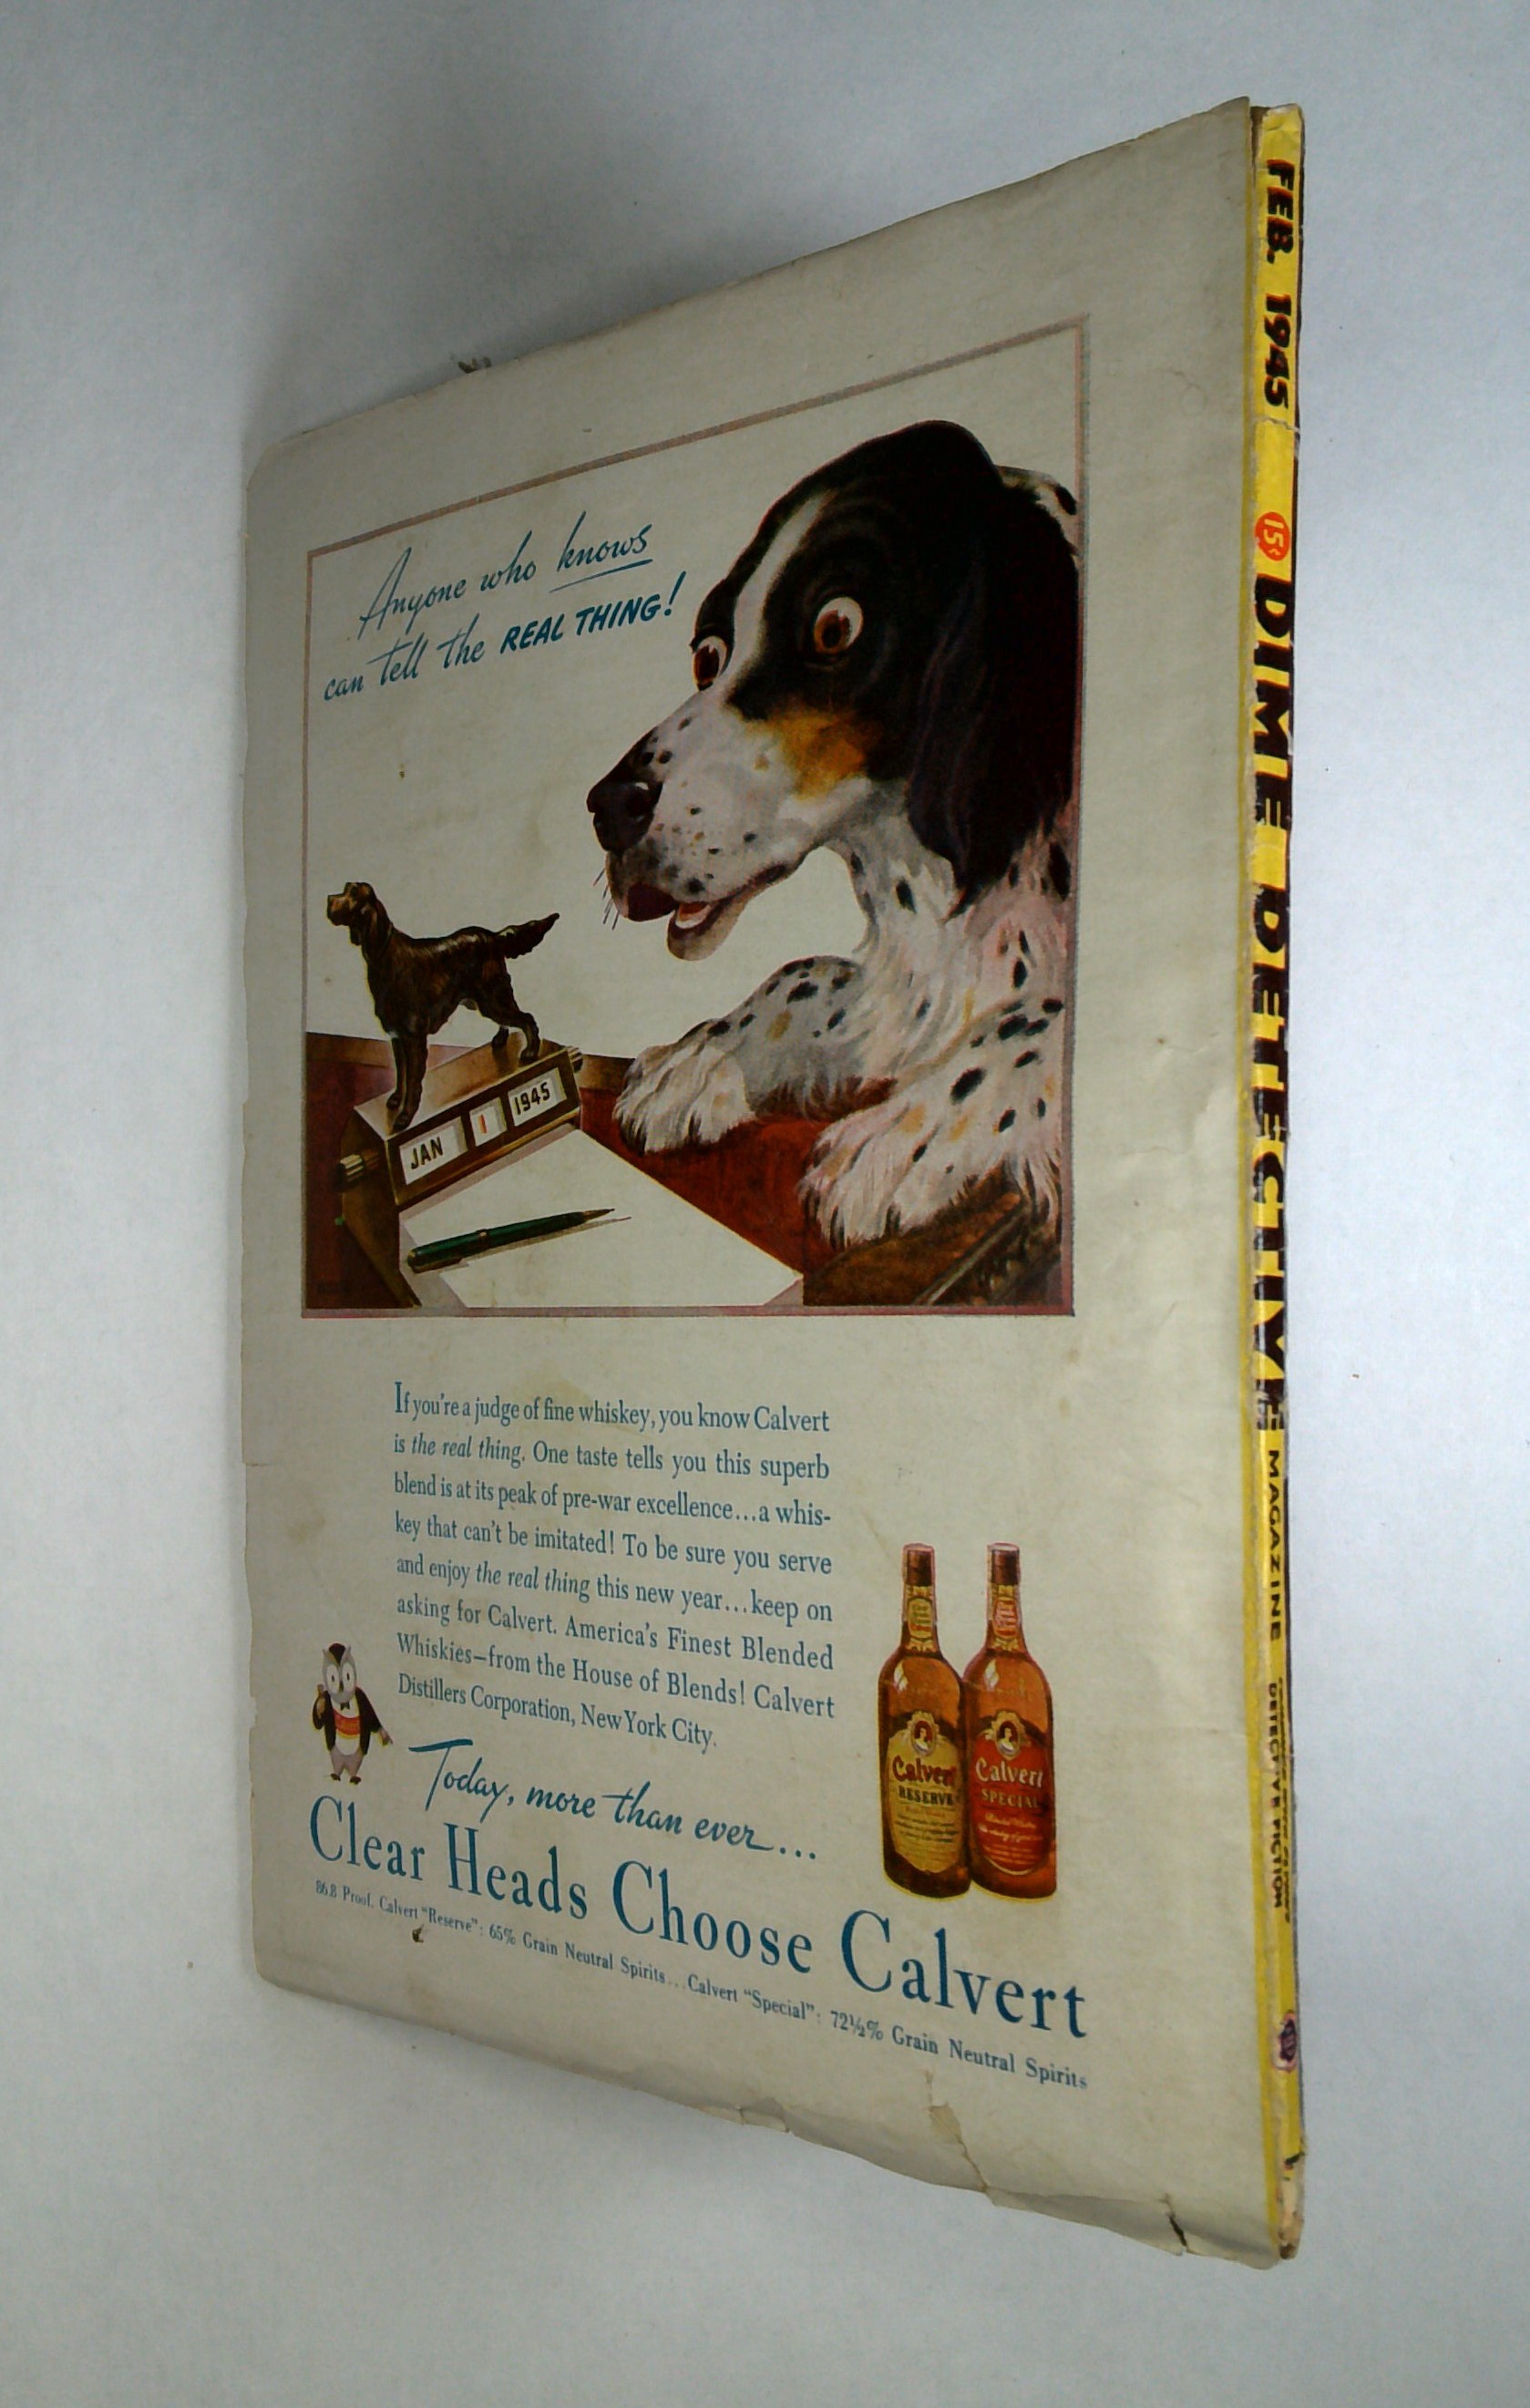 Anyone who knows
can tell the REAL THING!
JAN 1 1945
If you're a judge of fine whiskey, you know Calvert
is the real thing. One taste tells you this superb
blend is at its peak of pre-war excellence...a whis-
key that can't be imitated! To be sure you serve
and enjoy the real thing this new year...keep on
asking for Calvert. America's Finest Blended
Whiskies—from the House of Blends! Calvert
Distillers Corporation, New York City.
Today, more than ever...
Clear Heads Choose Calvert
86.8 Proof. Calvert "Reserve": 65% Grain Neutral Spirits...Calvert "Special": 72½% Grain Neutral Spirits
Calvert
RESERVE
Calvert
SPECIAL
FEB. 1945 15¢ DIME DETECTIVE MAGAZINE
DETECTIVE FICTION